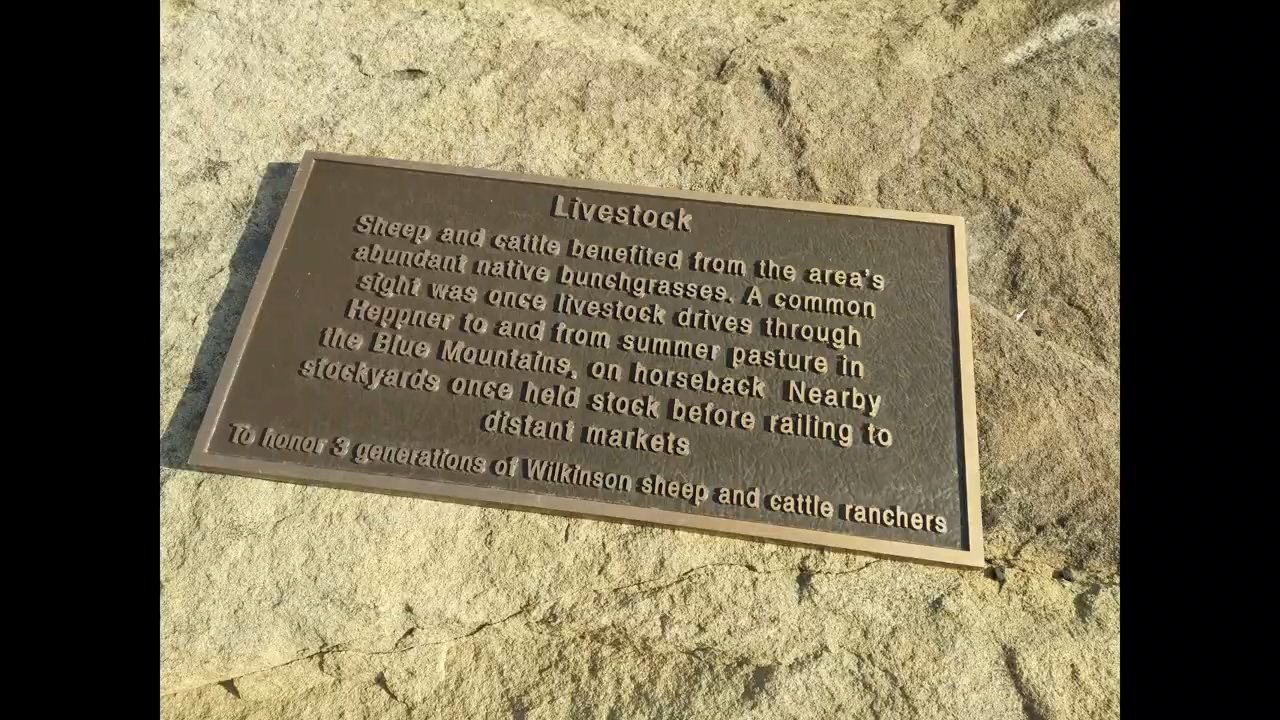 Livestock
Sheep and cattle benefited from the area's
abundant native bunchgrasses. A common
sight was once livestock drives through
Heppner to and from summer pasture in
the Blue Mountains, on horseback  Nearby
stockyards once held stock before railing to
distant markets
To honor 3 generations of Wilkinson sheep and cattle ranchers